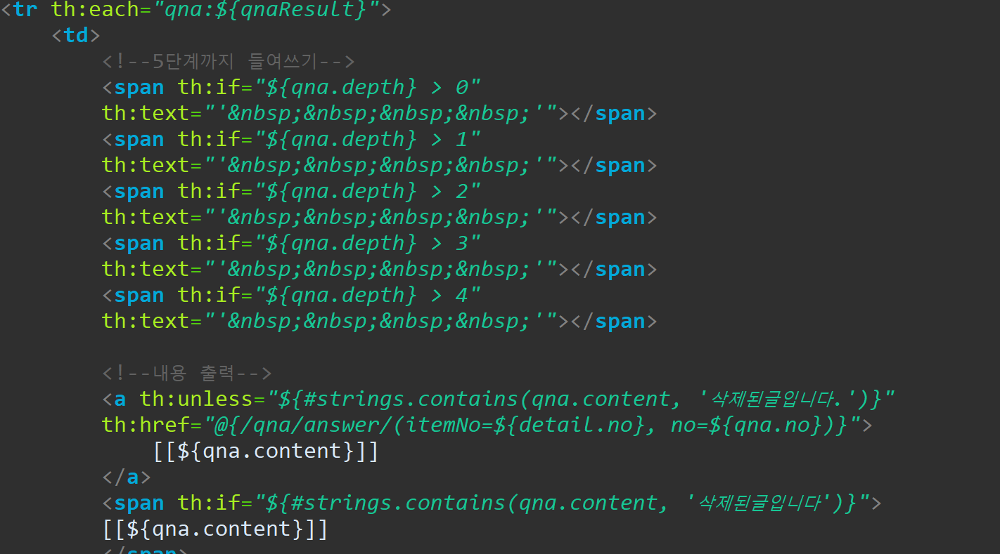 <tr th:each="qna:${qnaResult}">
<td>
<!--5단계까지 들여쓰기-->
<span th:if="${qna.depth} > 0"
th:text="'&nbsp;&nbsp;&nbsp;&nbsp;'"></span>
<span th:if="${qna.depth} > 1"
th:text="'&nbsp;&nbsp;&nbsp;&nbsp;'"></span>
<span th:if="${qna.depth} > 2"
th:text="'&nbsp;&nbsp;&nbsp;&nbsp;'"></span>
<span th:if="${qna.depth} > 3"
th:text="'&nbsp;&nbsp;&nbsp;&nbsp;'"></span>
<span th:if="${qna.depth} > 4"
th:text="'&nbsp;&nbsp;&nbsp;&nbsp;'"></span>
<!--내용 출력-->
<a th:unless="${#strings.contains(qna.content, '삭제된글입니다.')}"
th:href="@{/qna/answer/(itemNo=${detail.no}, no=${qna.no})}">
[[${qna.content}]]
</a>
<span th:if="${#strings.contains(qna.content, '삭제된글입니다')}">
[[${qna.content}]]
</span>